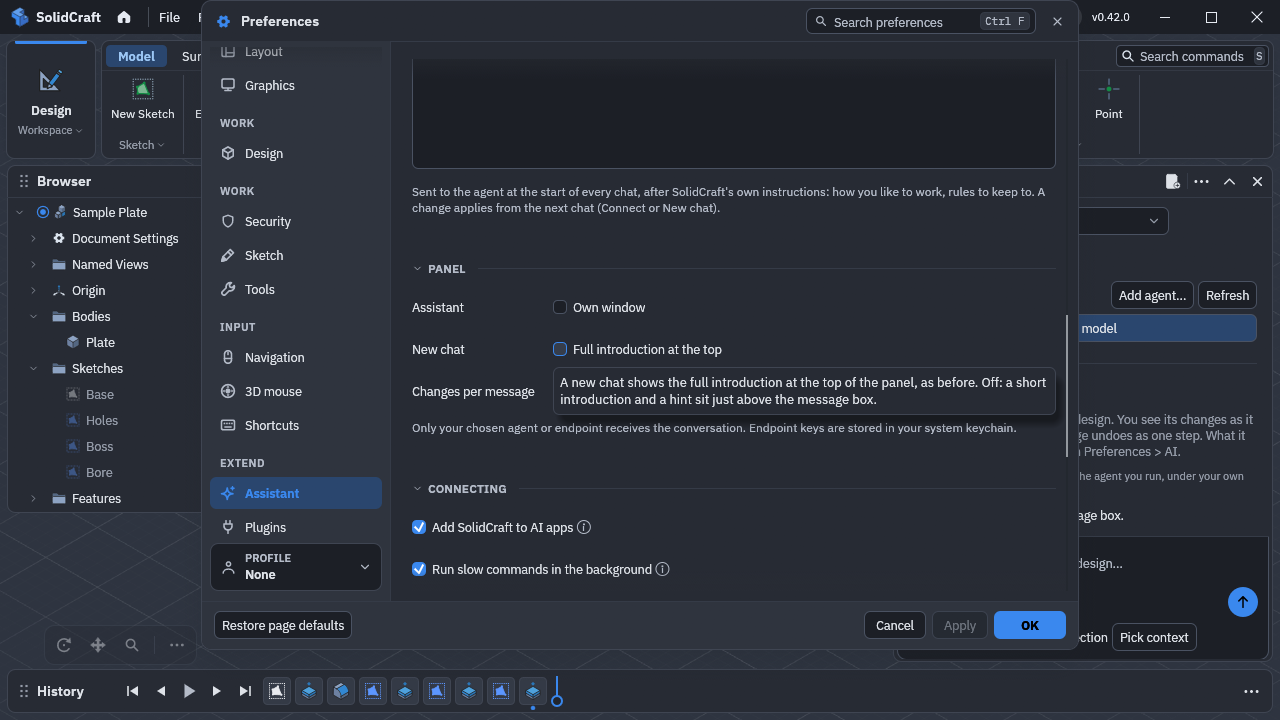 SolidCraft
File
Preferences
Search preferences
Ctrl F
v0.42.0
Model
Search commands
S
Design
Workspace
New Sketch
Sketch
Point
Layout
Graphics
WORK
Design
WORK
Security
Sketch
Tools
INPUT
Navigation
3D mouse
Shortcuts
EXTEND
Assistant
Plugins
PROFILE
None
Sent to the agent at the start of every chat, after SolidCraft's own instructions: how you like to work, rules to keep to. A
change applies from the next chat (Connect or New chat).
PANEL
Assistant
Own window
New chat
Full introduction at the top
Changes per message
A new chat shows the full introduction at the top of the panel, as before. Off: a short
introduction and a hint sit just above the message box.
Only your chosen agent or endpoint receives the conversation. Endpoint keys are stored in your system keychain.
CONNECTING
Add SolidCraft to AI apps
Run slow commands in the background
Restore page defaults
Cancel
Apply
OK
Browser
Sample Plate
Document Settings
Named Views
Origin
Bodies
Plate
Sketches
Base
Holes
Boss
Bore
Features
Add agent...
Refresh
model
design. You see its changes as it
undoes as one step. What it
Preferences > AI.
the agent you run, under your own
box.
design...
Pick context
History